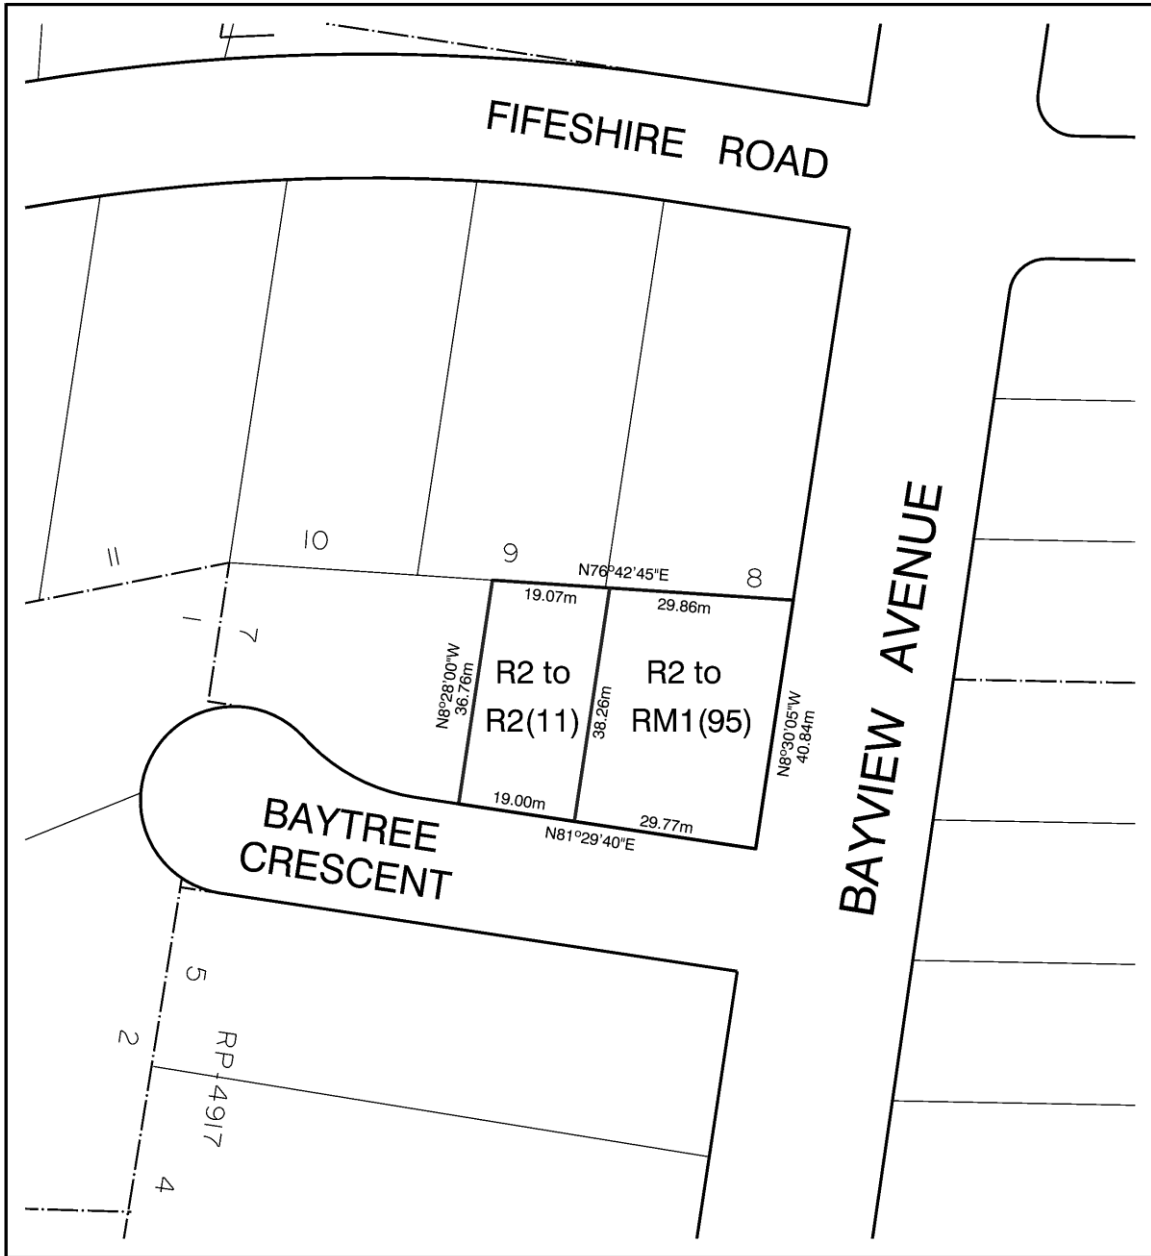 FIFESHIRE ROAD
BAYVIEW AVENUE
11
10
9
8
N76°42'45"E
19.07m
29.86m
1
7
N8°28'00"W
36.76m
R2 to
R2(11)
38.26m
R2 to
RM1(95)
N8°30'05"W
40.84m
19.00m
29.77m
N81°29'40"E
BAYTREE
CRESCENT
5
2
RP-4917
4